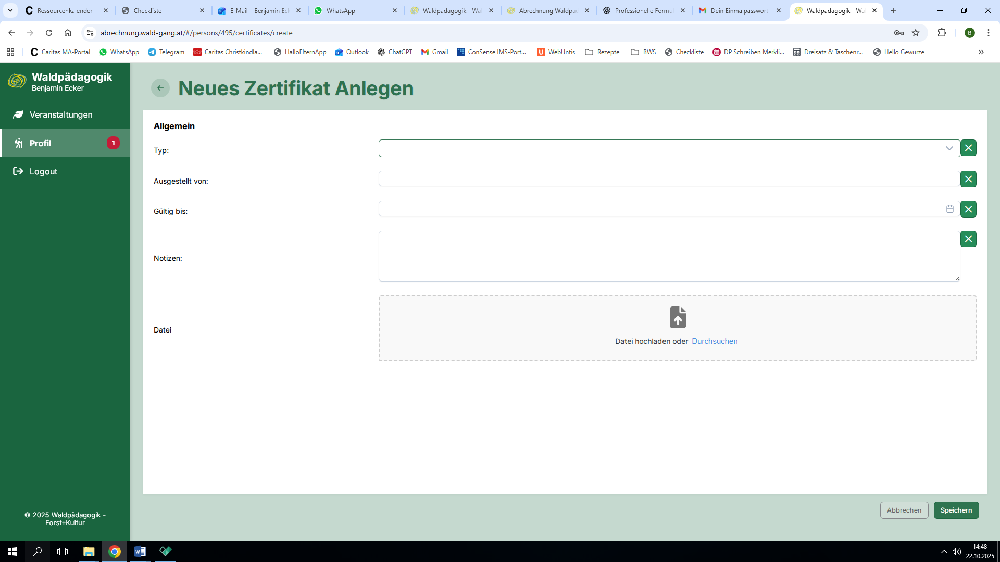 Ressourcenkalender -
Checkliste
E-Mail – Benjamin Eck
WhatsApp
Waldpädagogik - Wal
Abrechnung Waldpäd
Professionelle Formul
Dein Einmalpasswort
Waldpädagogik - Wa
abrechnung.wald-gang.at/#/persons/495/certificates/create
B
Caritas MA-Portal
WhatsApp
Telegram
Caritas Christkindla...
HalloElternApp
Outlook
ChatGPT
Gmail
ConSense IMS-Port...
WebUntis
Rezepte
BWS
Checkliste
DP Schreiben Merkli...
Dreisatz & Taschenr...
Hello Gewürze
Waldpädagogik
Benjamin Ecker
Veranstaltungen
Profil
1
Logout
© 2025 Waldpädagogik -
Forst+Kultur
Neues Zertifikat Anlegen
Allgemein
Typ:
Ausgestellt von:
Gültig bis:
Notizen:
Datei
Datei hochladen oder Durchsuchen
Abbrechen
Speichern
14:48
22.10.2025